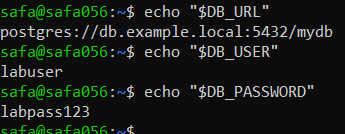 safa@safa056:~$ echo "$DB_URL"
postgres://db.example.local:5432/mydb
safa@safa056:~$ echo "$DB_USER"
labuser
safa@safa056:~$ echo "$DB_PASSWORD"
labpass123
safa@safa056:~$